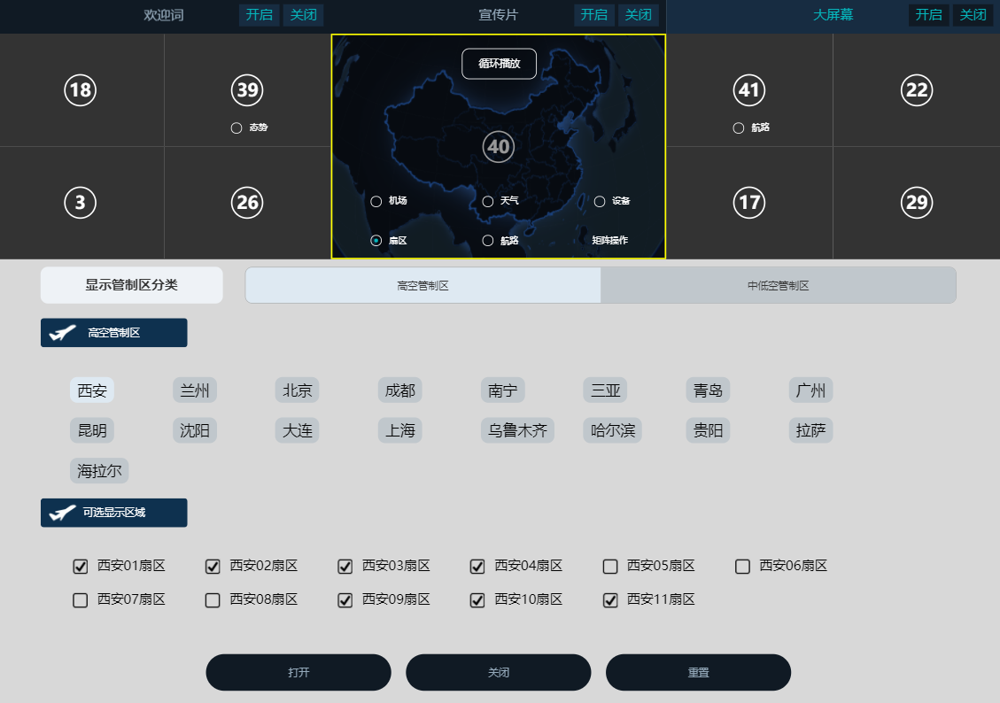 欢迎词 开启 关闭 宣传片 开启 关闭 大屏幕 开启 关闭
循环播放
18 39 41 22
态势 航路
40
3 26 17 29
机场 天气 设备
扇区 航路 矩阵操作
显示管制区分类 高空管制区 中低空管制区
高空管制区
西安 兰州 北京 成都 南宁 三亚 青岛 广州
昆明 沈阳 大连 上海 乌鲁木齐 哈尔滨 贵阳 拉萨
海拉尔
可选显示区域
西安01扇区 西安02扇区 西安03扇区 西安04扇区 西安05扇区 西安06扇区
西安07扇区 西安08扇区 西安09扇区 西安10扇区 西安11扇区
打开 关闭 重置